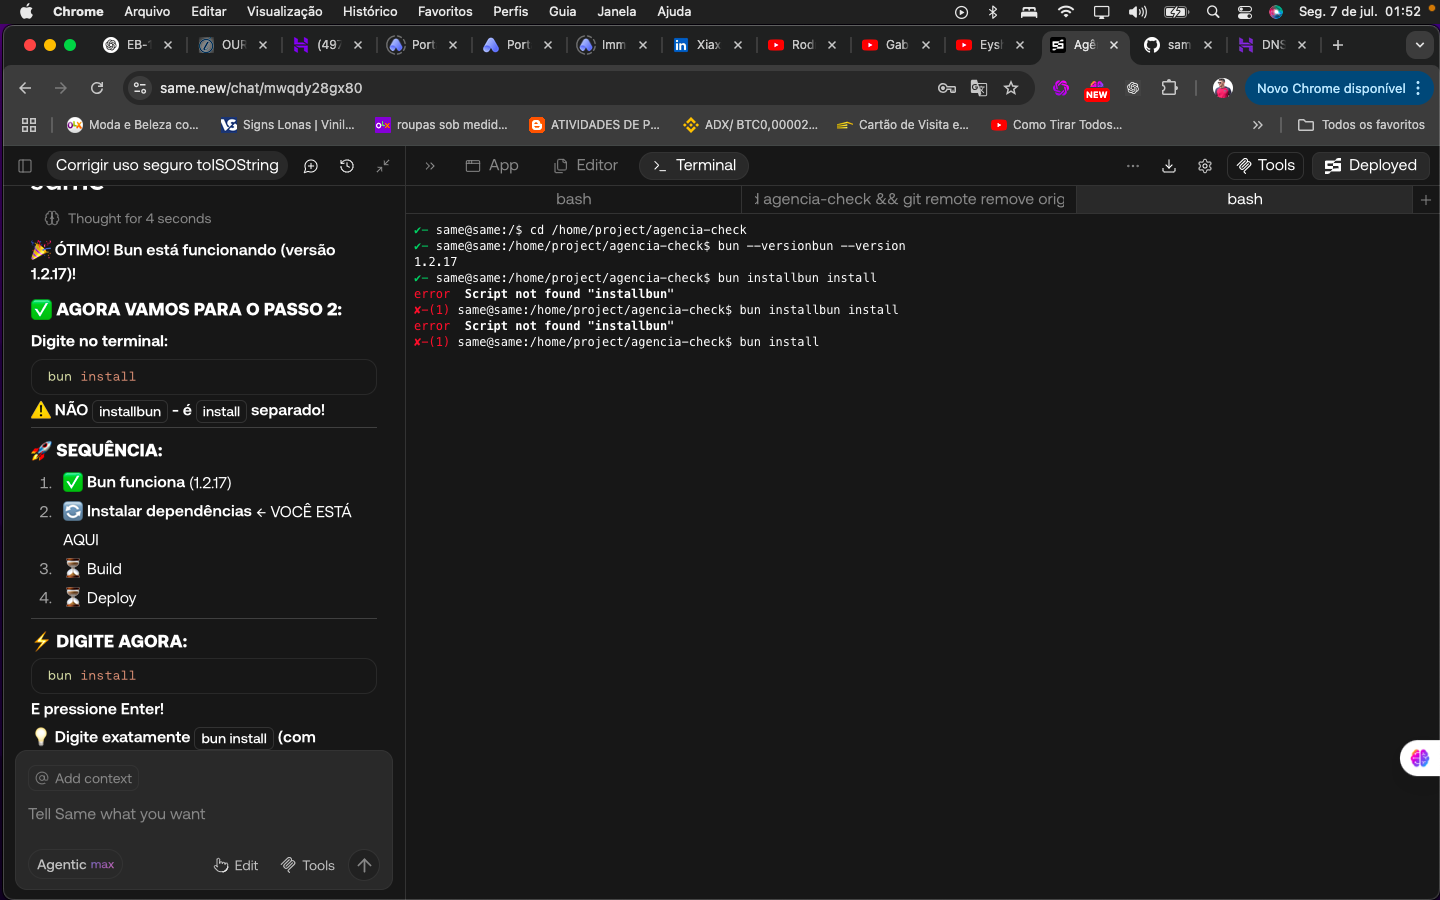 Chrome Arquivo Editar Visualização Histórico Favoritos Perfis Guia Janela Ajuda Seg. 7 de jul. 01:52
EB-1 OUR (497 Port Port Imm Xiax Rod Gab Eysh Agê sam DNS
same.new/chat/mwqdy28gx80 NEW Novo Chrome disponível
Moda e Beleza co... Signs Lonas | Vinil... roupas sob medid... ATIVIDADES DE P... ADX/ BTC0,00002... Cartão de Visita e... Como Tirar Todos... Todos os favoritos
Corrigir uso seguro toISOString App Editor Terminal Tools Deployed
same
Thought for 4 seconds
🎉 ÓTIMO! Bun está funcionando (versão
1.2.17)!
✅ AGORA VAMOS PARA O PASSO 2:
Digite no terminal:
bun install
⚠️ NÃO installbun - é install separado!
🚀 SEQUÊNCIA:
1. ✅ Bun funciona (1.2.17)
2. 🔄 Instalar dependências ← VOCÊ ESTÁ
AQUI
3. ⏳ Build
4. ⏳ Deploy
⚡ DIGITE AGORA:
bun install
E pressione Enter!
💡 Digite exatamente bun install (com
@ Add context
Tell Same what you want
Agentic max Edit Tools
bash d agencia-check && git remote remove orig bash
✔~ same@same:/$ cd /home/project/agencia-check
✔~ same@same:/home/project/agencia-check$ bun --versionbun --version
1.2.17
✔~ same@same:/home/project/agencia-check$ bun installbun install
error Script not found "installbun"
✘~(1) same@same:/home/project/agencia-check$ bun installbun install
error Script not found "installbun"
✘~(1) same@same:/home/project/agencia-check$ bun install